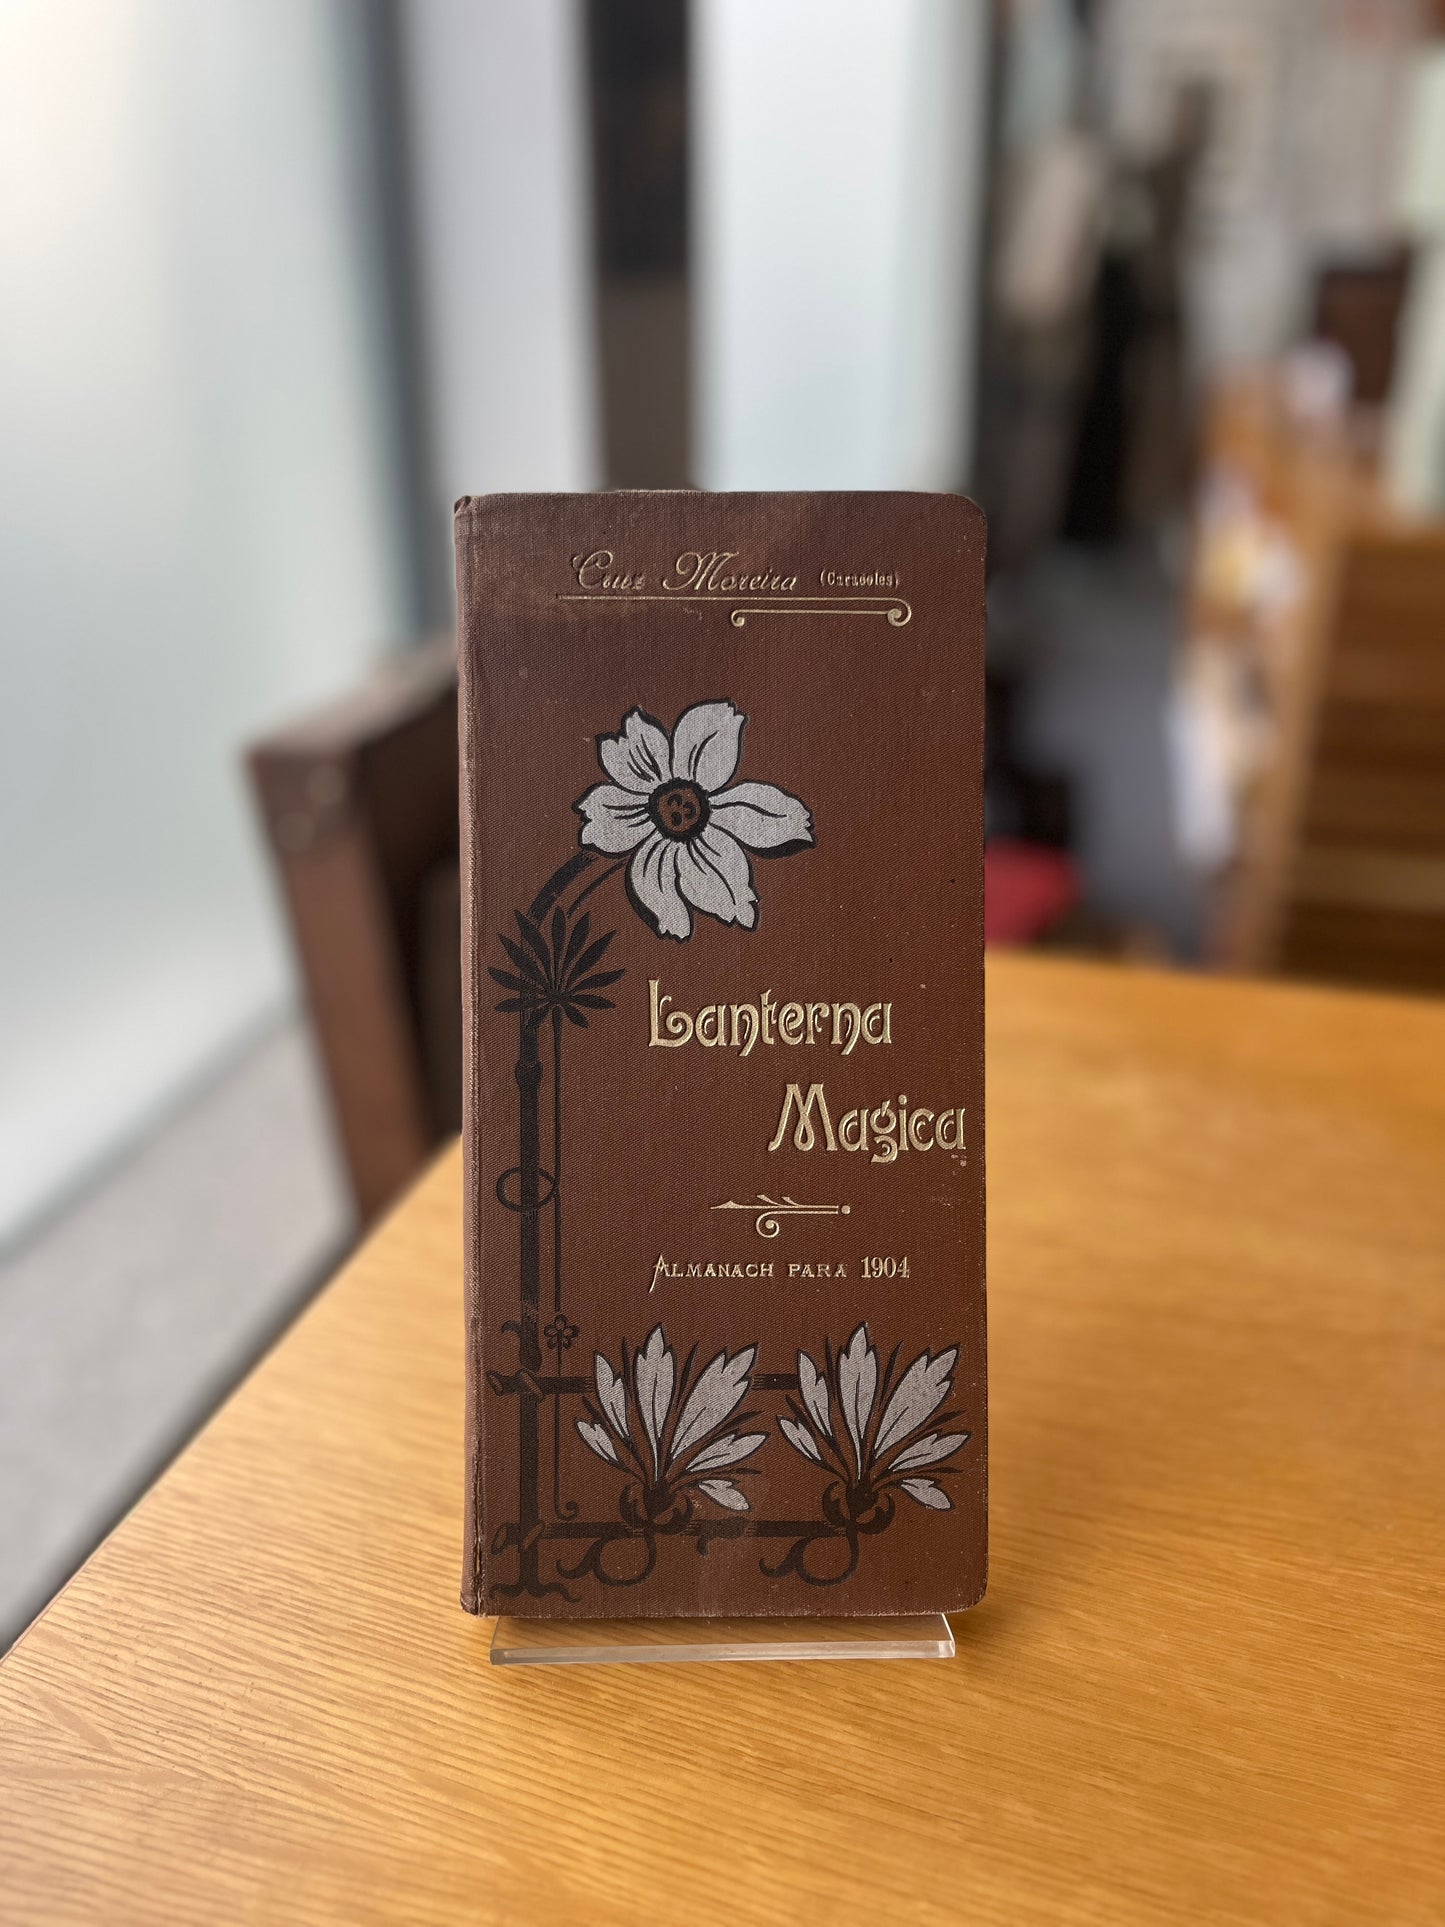 Cruz Moreira (Caracoles)
Lanterna
Magica
ALMANACH PARA 1904